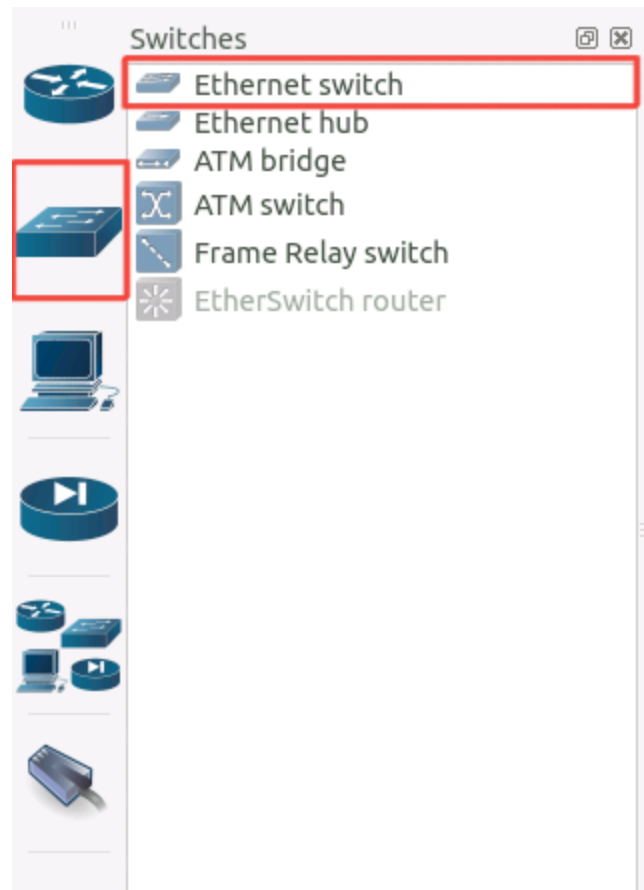 Switches
Ethernet switch
Ethernet hub
ATM bridge
ATM switch
Frame Relay switch
EtherSwitch router